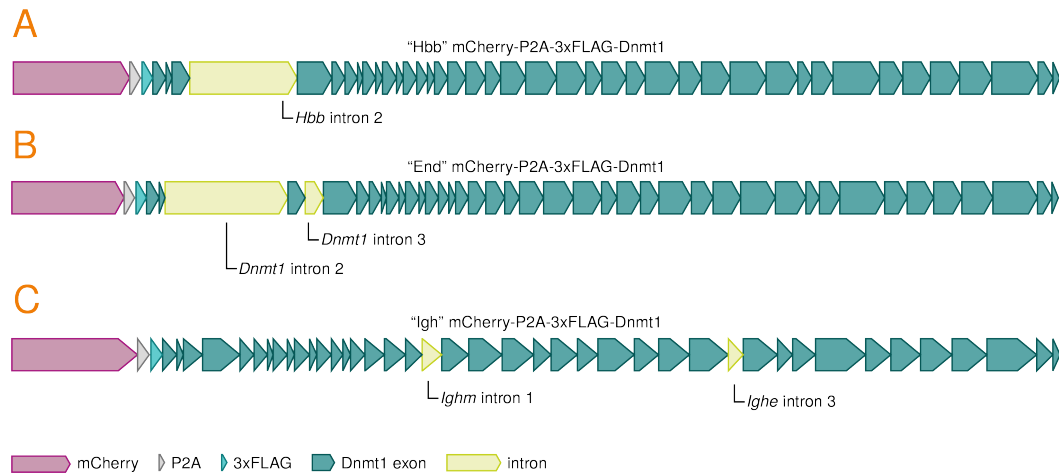 A
“Hbb” mCherry-P2A-3xFLAG-Dnmt1
Hbb intron 2
B
“End” mCherry-P2A-3xFLAG-Dnmt1
Dnmt1 intron 3
Dnmt1 intron 2
C
“Igh” mCherry-P2A-3xFLAG-Dnmt1
Ighm intron 1
Ighe intron 3
mCherry P2A 3xFLAG Dnmt1 exon intron